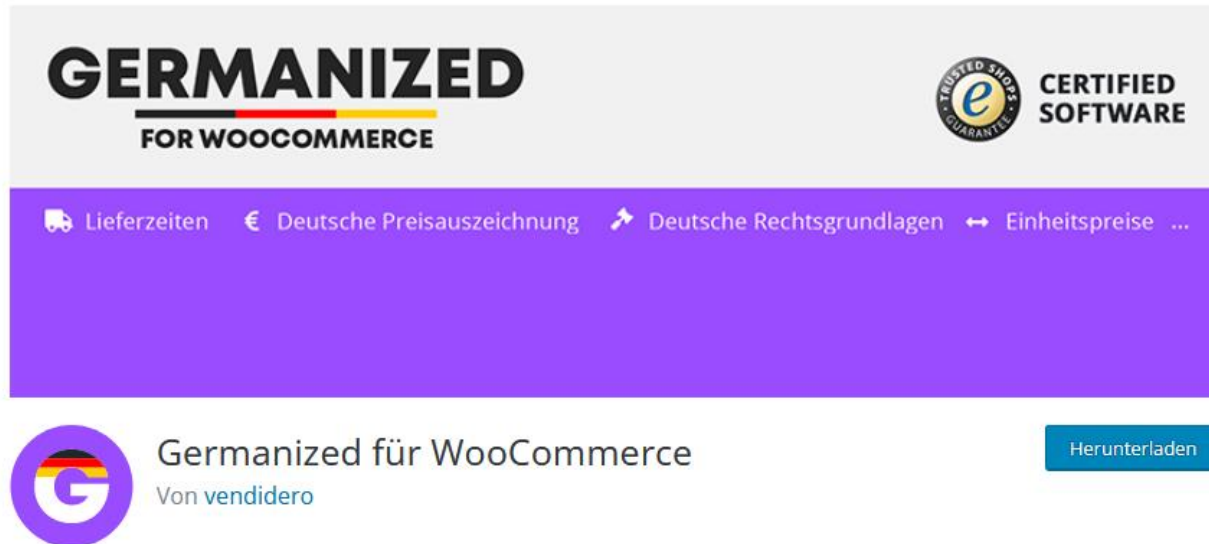 GERMANIZED
FOR WOOCOMMERCE
TRUSTED SHOPS
e
GUARANTEE
CERTIFIED
SOFTWARE
Lieferzeiten € Deutsche Preisauszeichnung Deutsche Rechtsgrundlagen ↔ Einheitspreise ...
G
Germanized für WooCommerce
Von vendidero
Herunterladen